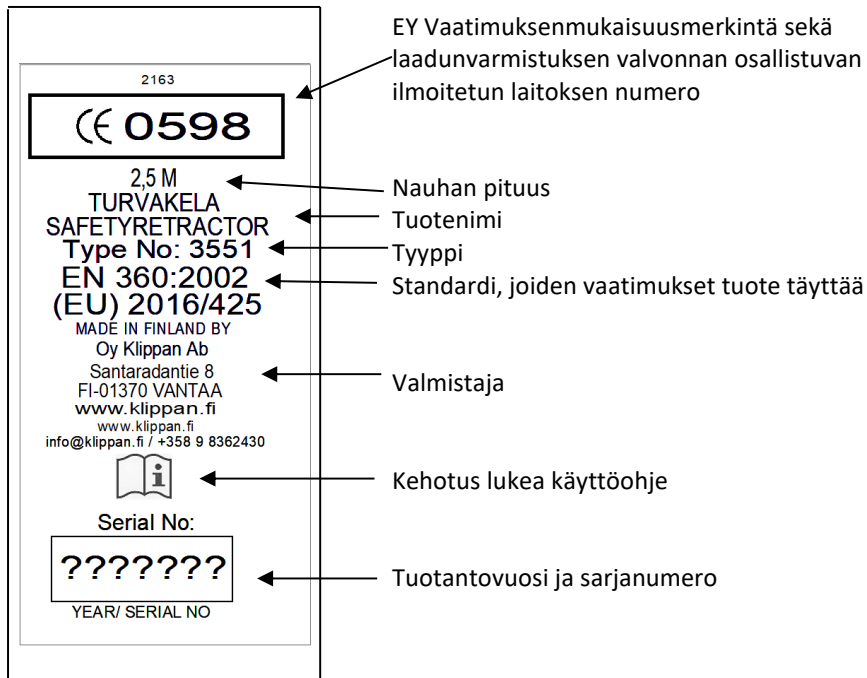 EY Vaatimuksenmukaisuusmerkintä sekä
laadunvarmistuksen valvonnan osallistuvan
ilmoitetun laitoksen numero
2163
CE 0598
2,5 M
TURVAKELA
SAFETYRETRACTOR
Type No: 3551
EN 360:2002
(EU) 2016/425
MADE IN FINLAND BY
Oy Klippan Ab
Santaradantie 8
FI-01370 VANTAA
www.klippan.fi
www.klippan.fi
info@klippan.fi / +358 9 8362430
Serial No:
???????
YEAR/ SERIAL NO
Nauhan pituus
Tuotenimi
Tyyppi
Standardi, joiden vaatimukset tuote täyttää
Valmistaja
Kehotus lukea käyttöohje
Tuotantovuosi ja sarjanumero